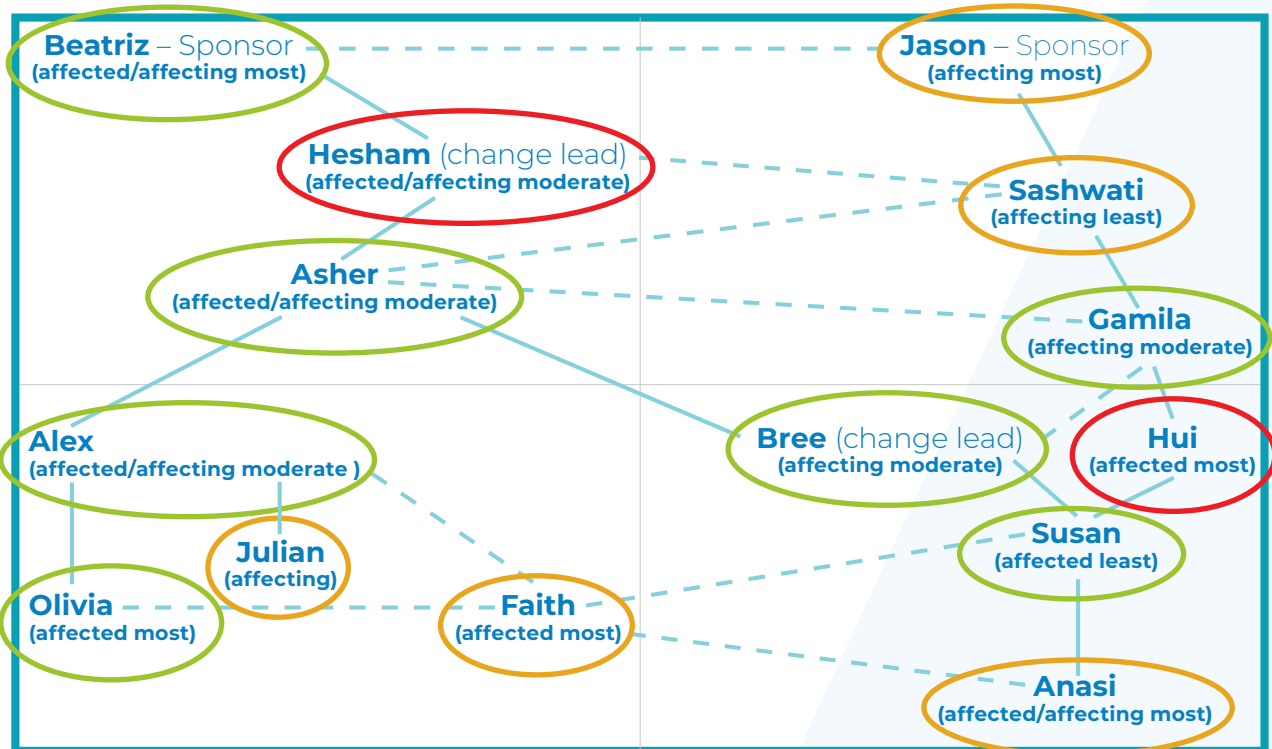 Beatriz – Sponsor
(affected/affecting most)
Jason – Sponsor
(affecting most)
Hesham (change lead)
(affected/affecting moderate)
Sashwati
(affecting least)
Asher
(affected/affecting moderate)
Gamila
(affecting moderate)
Alex
(affected/affecting moderate )
Bree (change lead)
(affecting moderate)
Hui
(affected most)
Julian
(affecting)
Susan
(affected least)
Olivia
(affected most)
Faith
(affected most)
Anasi
(affected/affecting most)